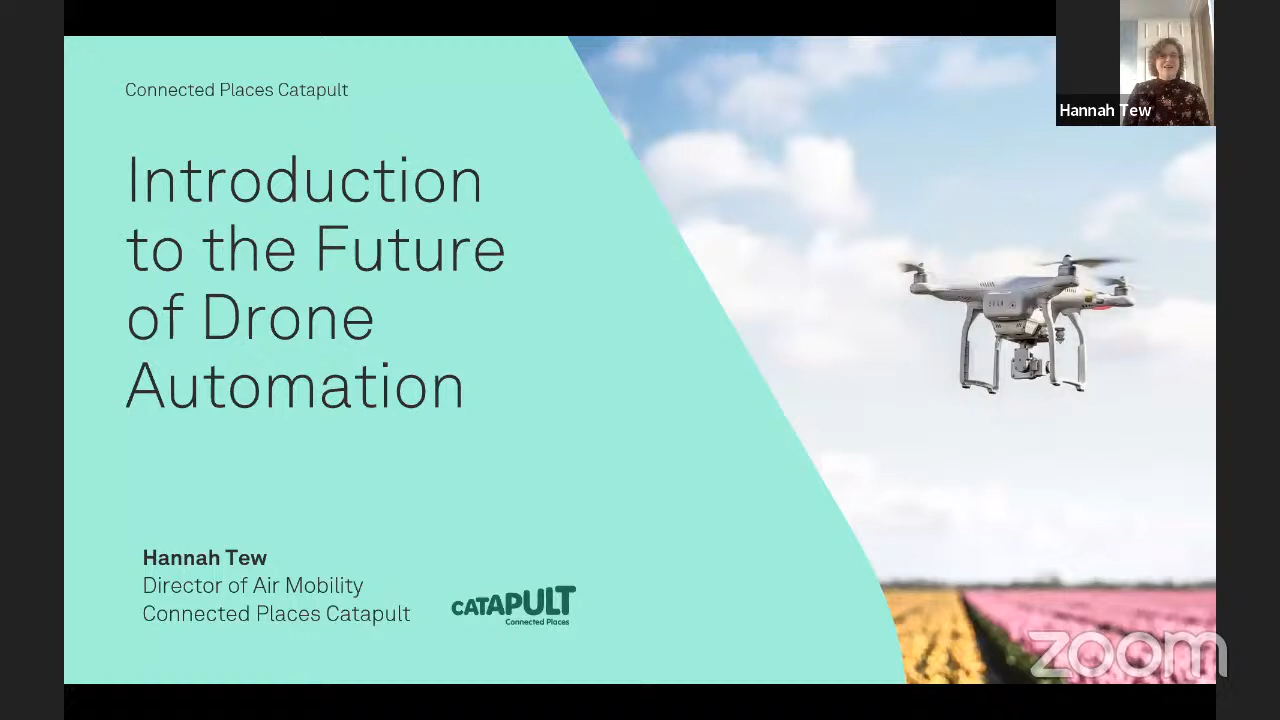 Connected Places Catapult
Introduction
to the Future
of Drone
Automation
Hannah Tew
Director of Air Mobility
Connected Places Catapult
CATAPULT
Connected Places
Hannah Tew
zoom